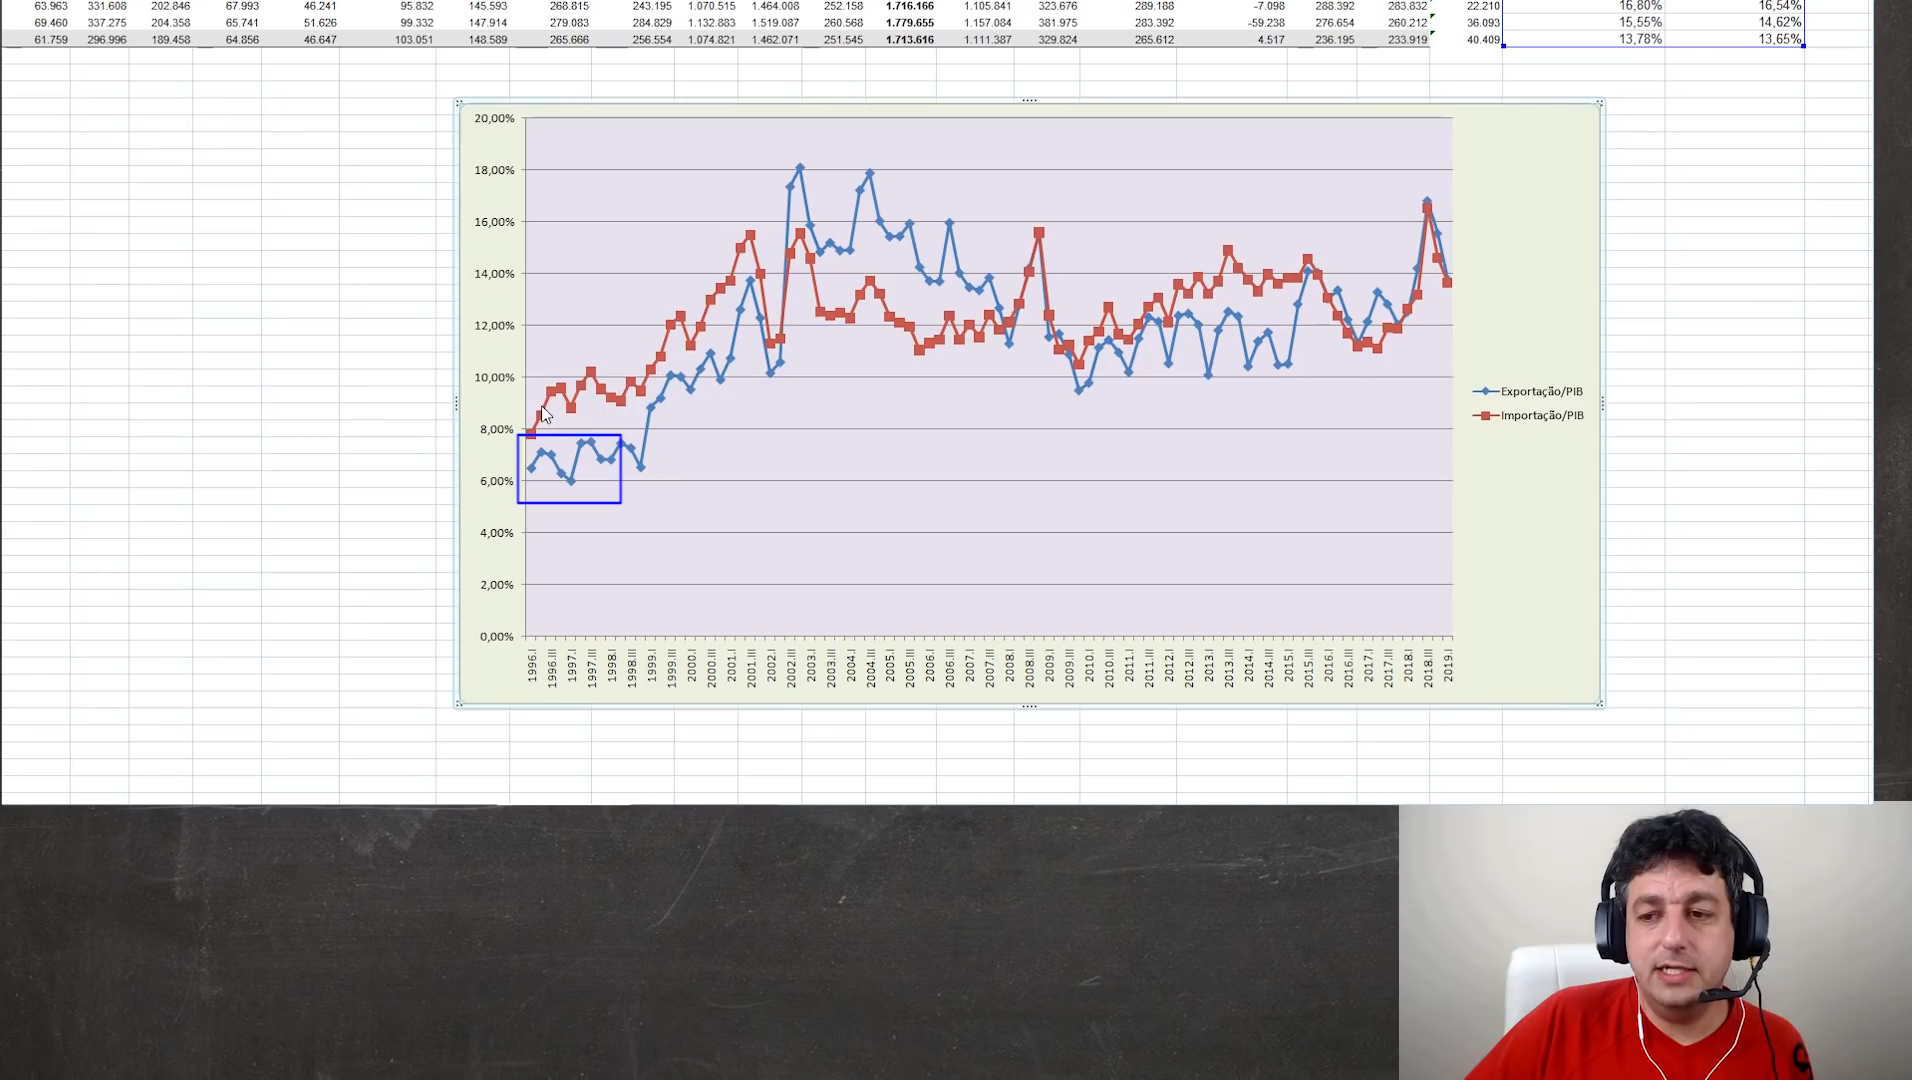 63.963 331.608 202.846 67.993 46.241 95.832 145.593 268.815 243.195 1.070.515 1.464.008 252.158 1.716.166 1.105.841 323.676 289.188 -7.098 288.392 283.832 22.210 16,80% 16,54%
69.460 337.275 204.358 65.741 51.626 99.332 147.914 279.083 284.829 1.132.883 1.519.087 260.568 1.779.655 1.157.084 381.975 283.392 -59.238 276.654 260.212 36.093 15,55% 14,62%
61.759 296.996 189.458 64.856 46.647 103.051 148.589 265.666 256.554 1.074.821 1.462.071 251.545 1.713.616 1.111.387 329.824 265.612 4.517 236.195 233.919 40.409 13,78% 13,65%
20,00%
18,00%
16,00%
14,00%
12,00%
10,00%
8,00%
6,00%
4,00%
2,00%
0,00%
Exportação/PIB
Importação/PIB
1996.I 1996.III 1997.I 1997.III 1998.I 1998.III 1999.I 1999.III 2000.I 2000.III 2001.I 2001.III 2002.I 2002.III 2003.I 2003.III 2004.I 2004.III 2005.I 2005.III 2006.I 2006.III 2007.I 2007.III 2008.I 2008.III 2009.I 2009.III 2010.I 2010.III 2011.I 2011.III 2012.I 2012.III 2013.I 2013.III 2014.I 2014.III 2015.I 2015.III 2016.I 2016.III 2017.I 2017.III 2018.I 2018.III 2019.I